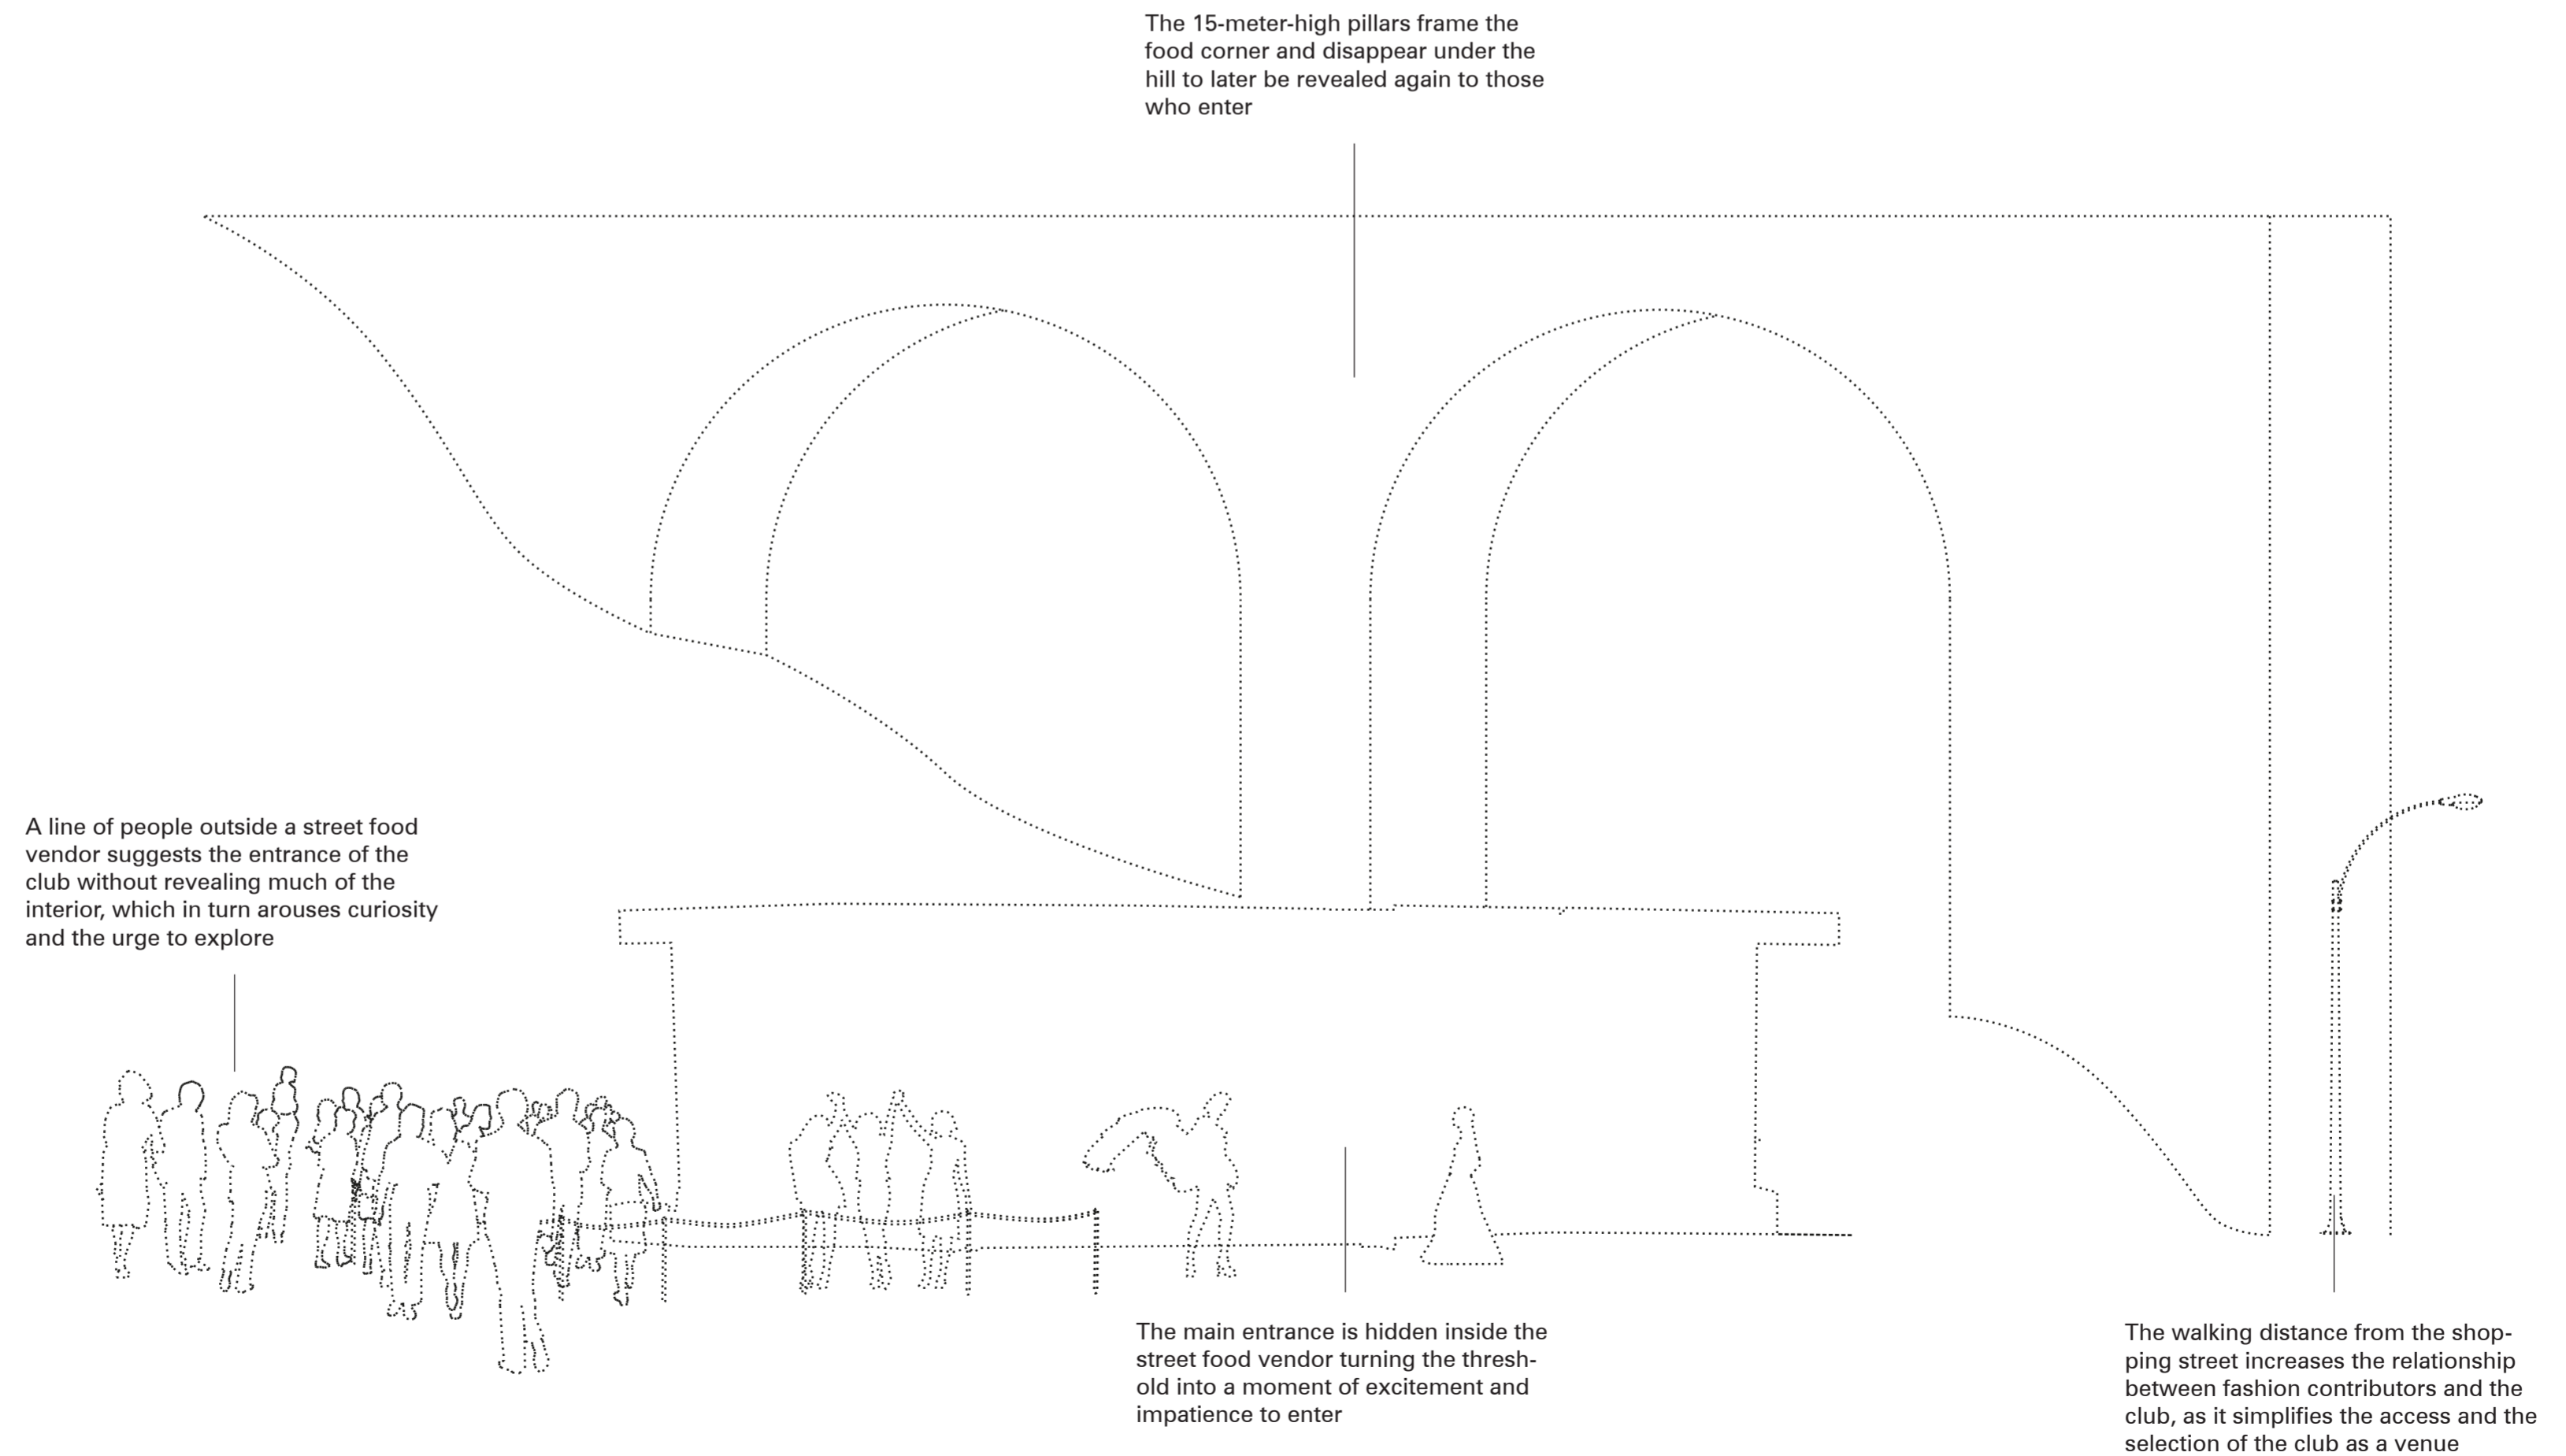 The 15-meter-high pillars frame the
food corner and disappear under the
hill to later be revealed again to those
who enter
A line of people outside a street food
vendor suggests the entrance of the
club without revealing much of the
interior, which in turn arouses curiosity
and the urge to explore
The main entrance is hidden inside the
street food vendor turning the thresh-
old into a moment of excitement and
impatience to enter
The walking distance from the shop-
ping street increases the relationship
between fashion contributors and the
club, as it simplifies the access and the
selection of the club as a venue